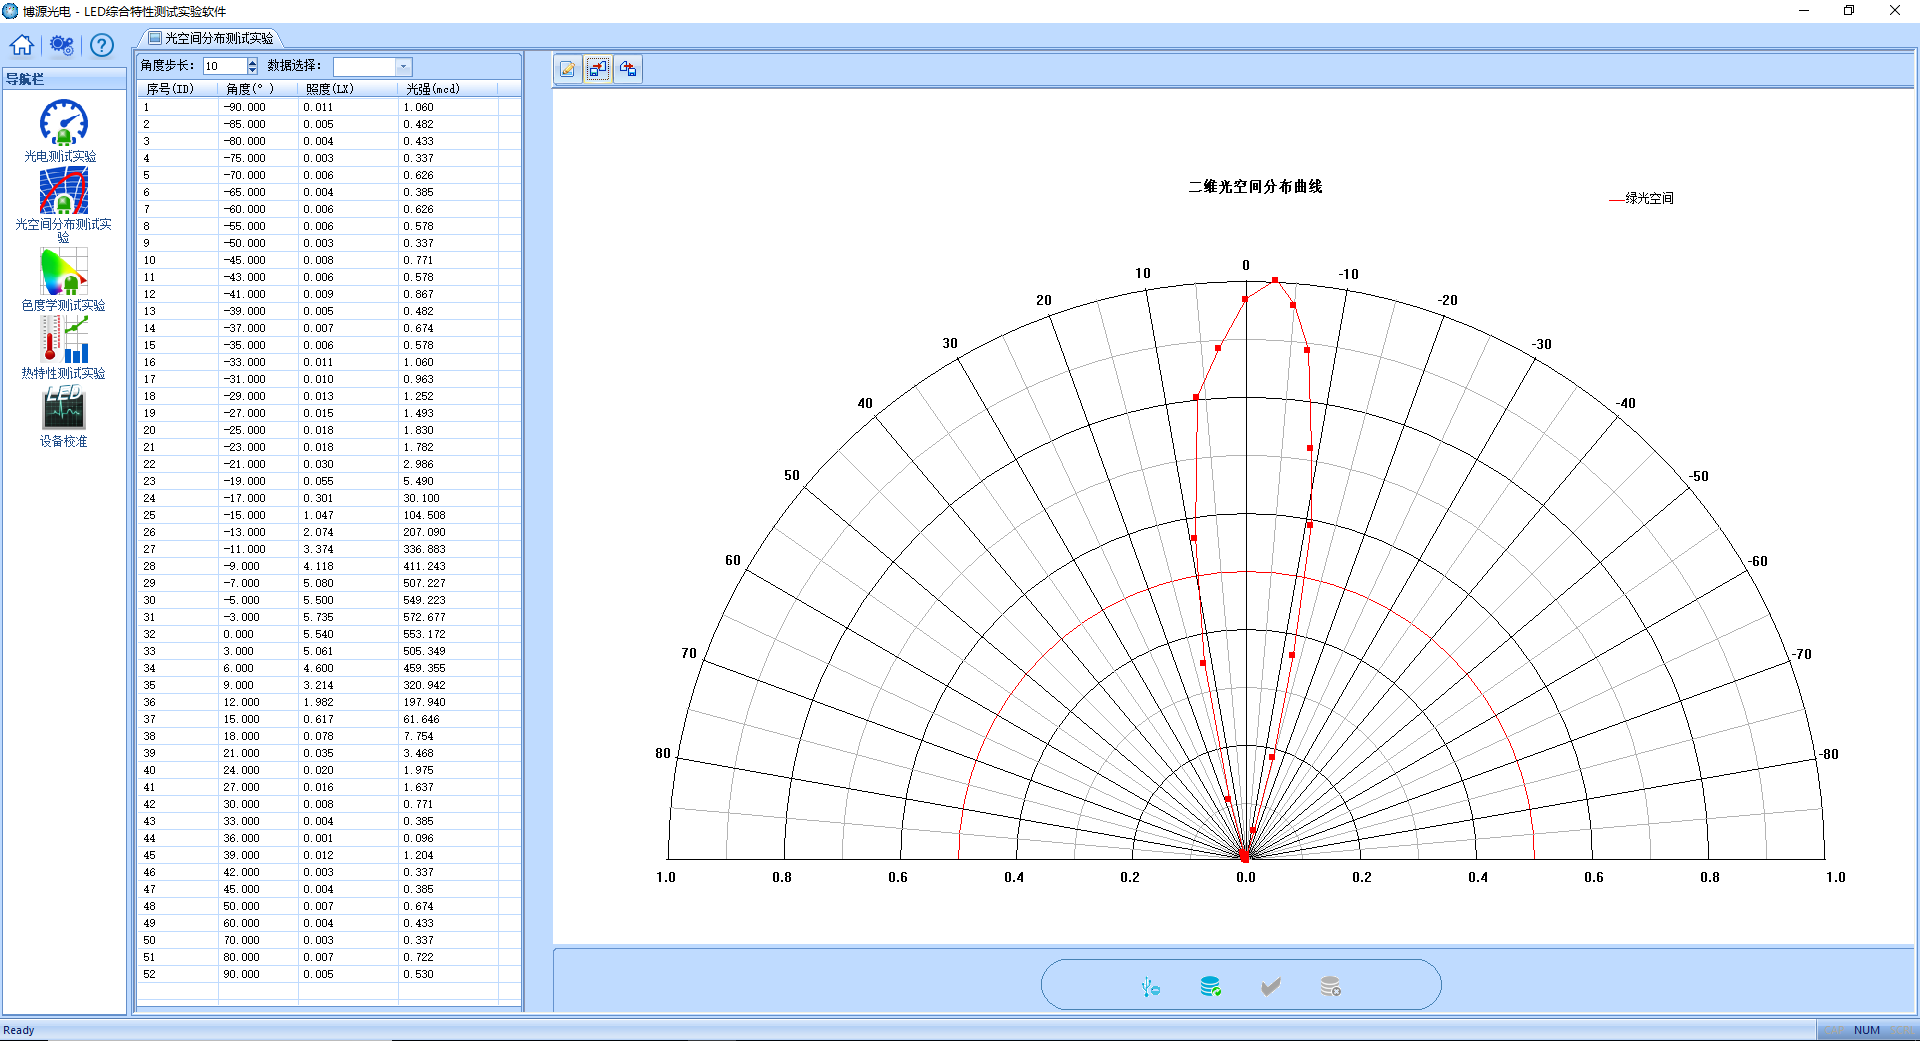 博源光电 - LED综合特性测试实验软件
光空间分布测试实验
导航栏
光电测试实验
光空间分布测试实
验
色度学测试实验
热特性测试实验
LED
设备校准
角度步长： 10 数据选择：
序号(ID) 角度(° ) 照度(LX) 光强(mcd)
1 -90.000 0.011 1.060
2 -85.000 0.005 0.482
3 -80.000 0.004 0.433
4 -75.000 0.003 0.337
5 -70.000 0.006 0.626
6 -65.000 0.004 0.385
7 -60.000 0.006 0.626
8 -55.000 0.006 0.578
9 -50.000 0.003 0.337
10 -45.000 0.008 0.771
11 -43.000 0.006 0.578
12 -41.000 0.009 0.867
13 -39.000 0.005 0.482
14 -37.000 0.007 0.674
15 -35.000 0.006 0.578
16 -33.000 0.011 1.060
17 -31.000 0.010 0.963
18 -29.000 0.013 1.252
19 -27.000 0.015 1.493
20 -25.000 0.018 1.830
21 -23.000 0.018 1.782
22 -21.000 0.030 2.986
23 -19.000 0.055 5.490
24 -17.000 0.301 30.100
25 -15.000 1.047 104.508
26 -13.000 2.074 207.090
27 -11.000 3.374 336.883
28 -9.000 4.118 411.243
29 -7.000 5.080 507.227
30 -5.000 5.500 549.223
31 -3.000 5.735 572.677
32 0.000 5.540 553.172
33 3.000 5.061 505.349
34 6.000 4.600 459.355
35 9.000 3.214 320.942
36 12.000 1.982 197.940
37 15.000 0.617 61.646
38 18.000 0.078 7.754
39 21.000 0.035 3.468
40 24.000 0.020 1.975
41 27.000 0.016 1.637
42 30.000 0.008 0.771
43 33.000 0.004 0.385
44 36.000 0.001 0.096
45 39.000 0.012 1.204
46 42.000 0.003 0.337
47 45.000 0.004 0.385
48 50.000 0.007 0.674
49 60.000 0.004 0.433
50 70.000 0.003 0.337
51 80.000 0.007 0.722
52 90.000 0.005 0.530
二维光空间分布曲线
绿光空间
0
10 -10
20 -20
30 -30
40 -40
50 -50
60 -60
70 -70
80 -80
1.0 0.8 0.6 0.4 0.2 0.0 0.2 0.4 0.6 0.8 1.0
Ready
NUM